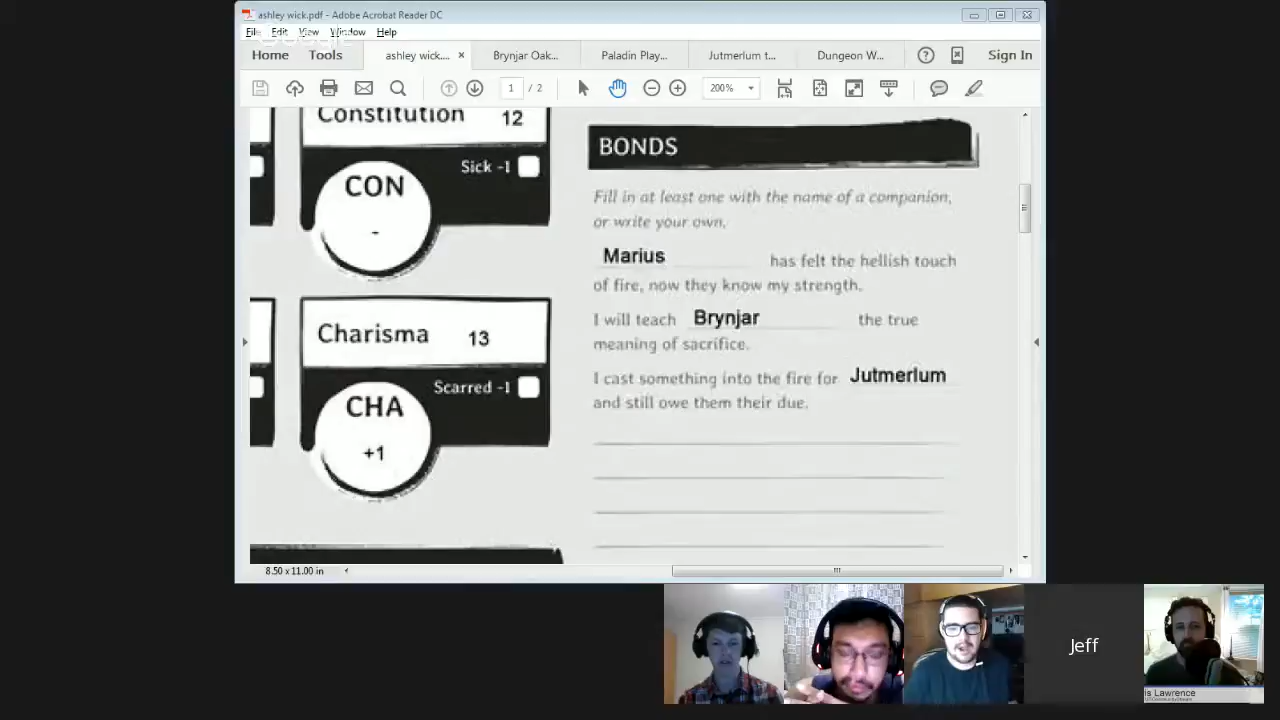 ashley wick.pdf - Adobe Acrobat Reader DC
File Edit View Window Help
Home Tools ashley wick.... × Brynjar Oak... Paladin Play... Jutmerlum t... Dungeon W... Sign In
1 / 2 200%
Constitution 12
Sick -1
CON
-
Charisma 13
Scarred -1
CHA
+1
BONDS
Fill in at least one with the name of a companion,
or write your own.
Marius has felt the hellish touch
of fire, now they know my strength.
I will teach Brynjar the true
meaning of sacrifice.
I cast something into the fire for Jutmerlum
and still owe them their due.
8.50 x 11.00 in
Jeff
is Lawrence